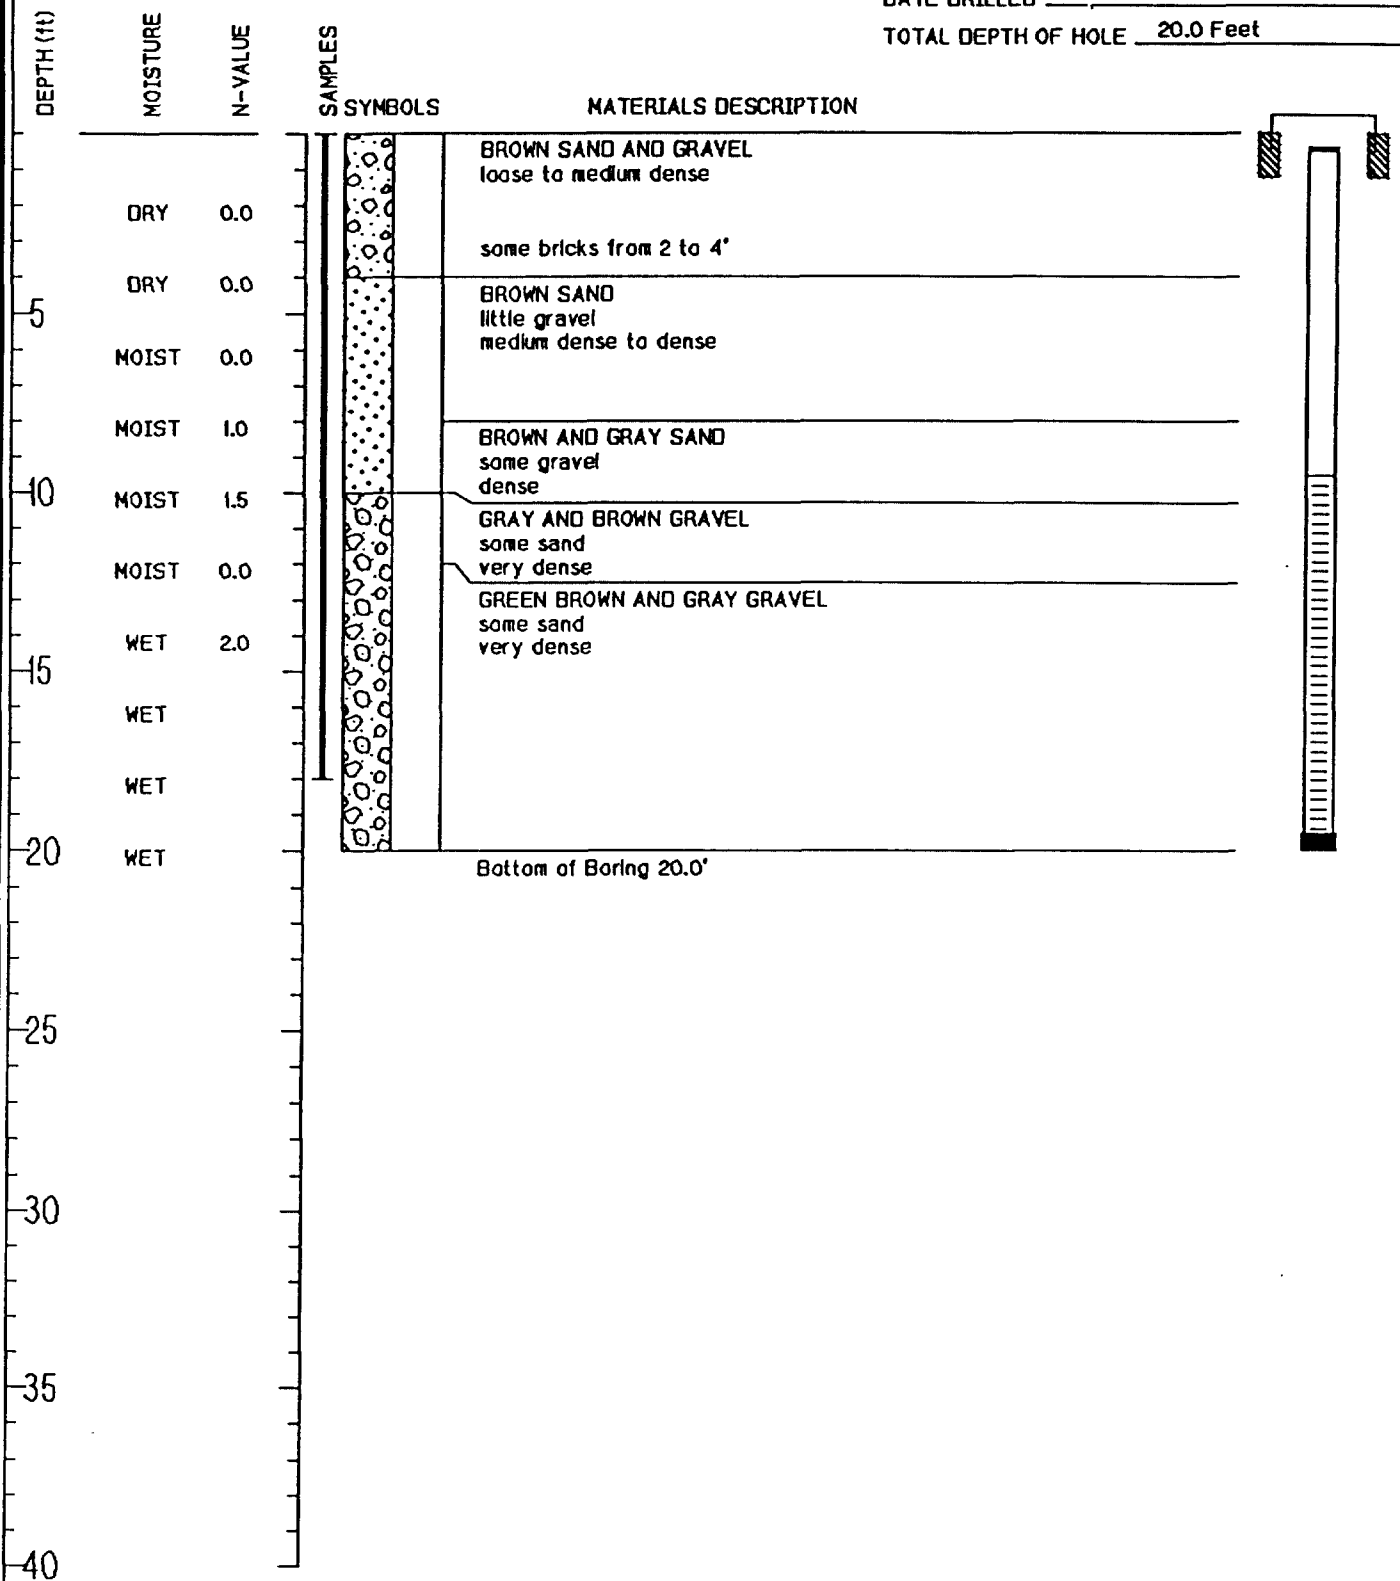 DATE DRILLED
TOTAL DEPTH OF HOLE 20.0 Feet
DEPTH (ft) MOISTURE N-VALUE SAMPLES SYMBOLS MATERIALS DESCRIPTION
BROWN SAND AND GRAVEL
loose to medium dense
DRY 0.0
some bricks from 2 to 4'
DRY 0.0
BROWN SAND
5
little gravel
medium dense to dense
MOIST 0.0
MOIST 1.0
BROWN AND GRAY SAND
some gravel
dense
10
MOIST 1.5
GRAY AND BROWN GRAVEL
some sand
very dense
MOIST 0.0
GREEN BROWN AND GRAY GRAVEL
some sand
very dense
WET 2.0
15
WET
WET
20
WET
Bottom of Boring 20.0'
25
30
35
40